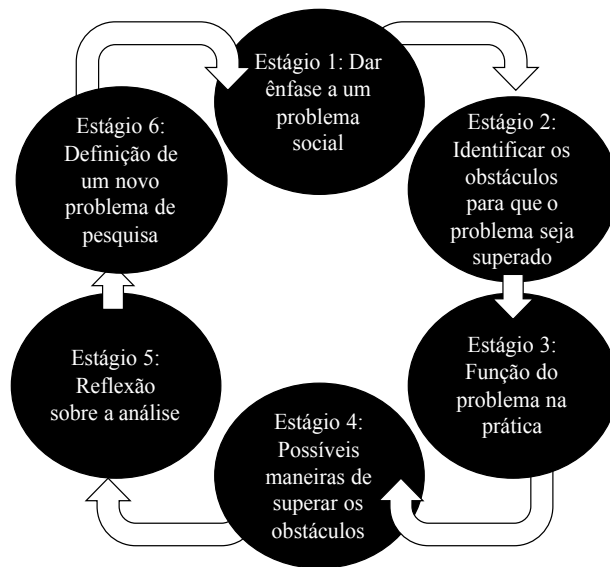 Estágio 1: Dar
ênfase a um
problema
social
Estágio 2:
Identificar os
obstáculos
para que o
problema seja
superado
Estágio 3:
Função do
problema na
prática
Estágio 4:
Possíveis
maneiras de
superar os
obstáculos
Estágio 5:
Reflexão
sobre a análise
Estágio 6:
Definição de
um novo
problema de
pesquisa